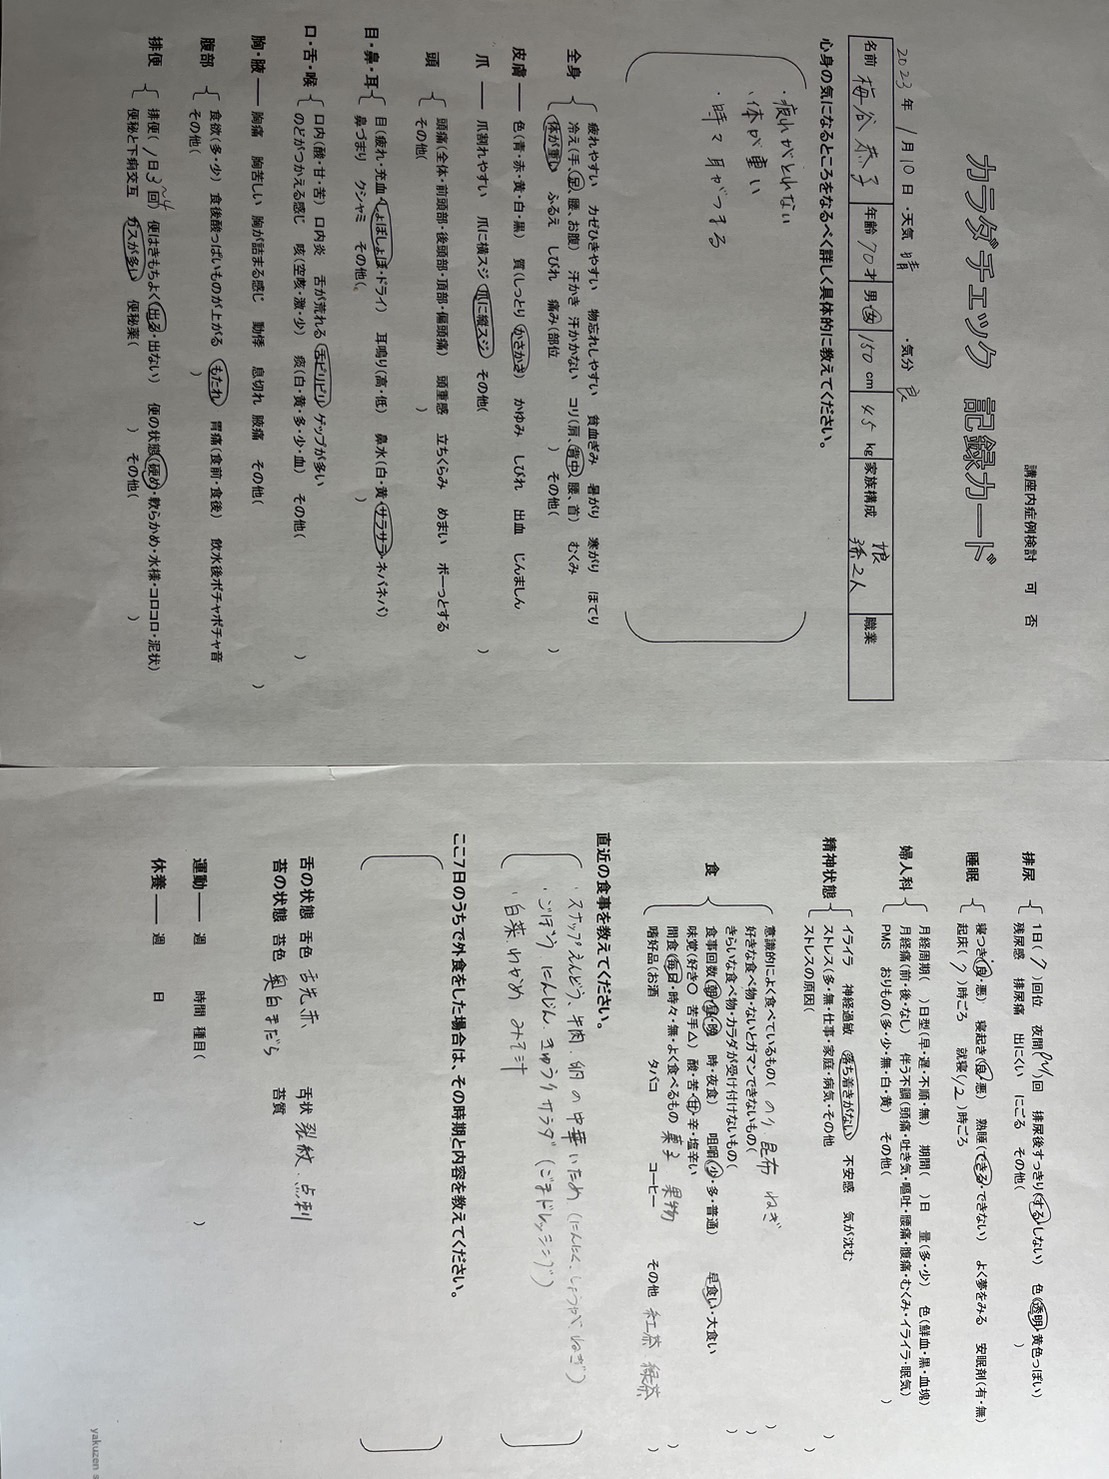 講座内症例検討　可　否
カラダチェック　記録カード
2023 年 1 月 10 日 ・天気 晴 ・気分 良
名前 梅谷 恭子 年齢 70才 男・女 150 cm 45 kg 家族構成 娘 孫2人 職業
心身の気になるところをなるべく詳しく具体的に教えてください。
・疲れがとれない
・体が重い
・時々 耳がつまる
全身 疲れやすい カゼひきやすい 物忘れしやすい 貧血ぎみ 暑がり 寒がり ほてり
冷え(手、足、腰、お腹) 汗かき 汗かかない コリ(肩、背中、腰、首) むくみ
体が重い ふるえ しびれ 痛み(部位 ) その他( )
皮膚 色(青・赤・黄・白・黒) 質(しっとり・かさかさ) かゆみ しびれ 出血 じんましん
爪 爪割れやすい 爪に横スジ 爪に縦スジ その他( )
頭 頭痛(全体・前頭部・後頭部・頂部・偏頭痛) 頭重感 立ちくらみ めまい ボーっとする
その他( )
目・鼻・耳 目(疲れ・充血・しょぼしょぼ・ドライ) 耳鳴り(高・低) 鼻水(白・黄・サラサラ・ネバネバ)
鼻づまり クシャミ その他( )
口・舌・喉 口内(酸・甘・苦) 口内炎 舌が荒れる 舌ピリピリ ゲップが多い
のどがつかえる感じ 咳(空咳・激・少) 痰(白・黄・多・少・血) その他( )
胸・腋 胸痛 胸苦しい 胸が詰まる感じ 動悸 息切れ 腋痛 その他( )
腹部 食欲(多・少) 食後酸っぱいものが上がる もたれ 胃痛(食前・食後) 飲水後ポチャポチャ音
その他( )
排便 排便(1日3〜4回) 便はきもちよく(出る・出ない) 便の状態(硬め・軟らかめ・水様・コロコロ・泥状)
便秘と下痢交互 ガスが多い 便秘薬( ) その他( )
排尿 1日(7)回位 夜間(0〜1)回 排尿後すっきり(する・しない) 色(透明・黄色っぽい)
残尿感 排尿痛 出にくい にごる その他( )
睡眠 寝つき(良・悪) 寝起き(良・悪) 熟睡(できる・できない) よく夢をみる 安眠剤(有・無)
起床(7)時ごろ 就寝(12)時ごろ
婦人科 月経周期( )日型(早・遅・不順・無) 期間( )日 量(多・少) 色(鮮血・黒・血塊)
月経痛(前・後・なし) 伴う不調(頭痛・吐き気・嘔吐・腰痛・腹痛・むくみ・イライラ・眠気)
PMS おりもの(多・少・無・白・黄) その他( )
精神状態 イライラ 神経過敏 落ち着きがない 不安感 気が沈む
ストレス(多・無・仕事・家庭・病気・その他
ストレスの原因( )
食 意識的によく食べているもの( のり 昆布 ねぎ )
好きな食べ物・ないとガマンできないもの( )
きらいな食べ物・カラダが受け付けないもの( )
食事回数(朝・昼・晩 時・夜食) 咀嚼(少・多・普通) 早食い・大食い
味覚(好き○ 苦手△) 酸・苦・甘・辛・塩辛い
間食(毎日・時々・無・よく食べるもの 菓子 果物 )
嗜好品(お酒 タバコ コーヒー その他 紅茶 緑茶 )
直近の食事を教えてください。
・スナップえんどう、牛肉、卵の中華いため (にんにく、しょうが、ねぎ)
・ごぼう にんじん きゅうりサラダ (ごまドレッシング)
・白菜 わかめ みそ汁
ここ7日のうちで外食をした場合は、その時期と内容を教えてください。
舌の状態 舌色 舌先赤 舌状 裂紋、点刺
苔の状態 苔色 奥白まだら 苔質
運動 週 時間 種目( )
休養 週 日
yakuzen s